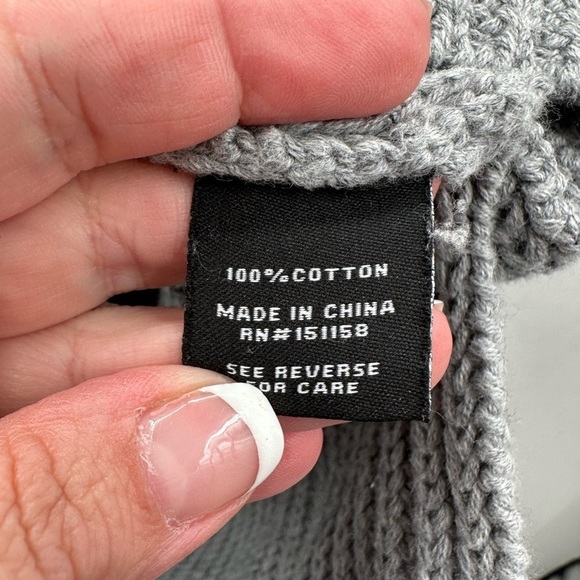 100% COTTON
MADE IN CHINA
RN#151158
SEE REVERSE
FOR CARE